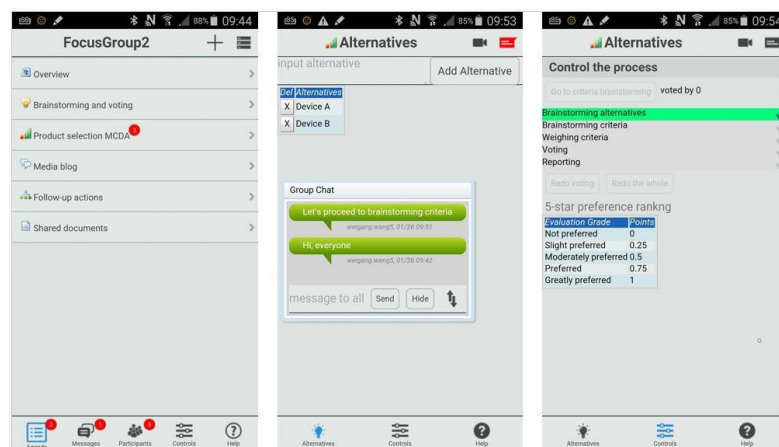 88% 09:44
FocusGroup2
Overview
Brainstorming and voting
Product selection MCDA 2
Media blog
Follow-up actions
Shared documents
2
Agenda
Messages
5
Participants
Controls
Help
85% 09:53
Alternatives
input alternative
Add Alternative
Del Alternatives
X Device A
X Device B
Group Chat
Let's proceed to brainstorming criteria
weigang.wang5, 01/26 09:51
Hi, everyone
weigang.wang5, 01/26 09:42
message to all Send Hide
Alternatives
Controls
Help
85% 09:54
Alternatives
Control the process
Go to criteria brainstorming voted by 0
Brainstorming alternatives
Brainstorming criteria
Weighing criteria
Voting
Reporting
Redo voting Redo the whole
5-star preference rankng
Evaluation Grade Points
Not preferred 0
Slight preferred 0.25
Moderately preferred 0.5
Preferred 0.75
Greatly preferred 1
Alternatives
Controls
Help